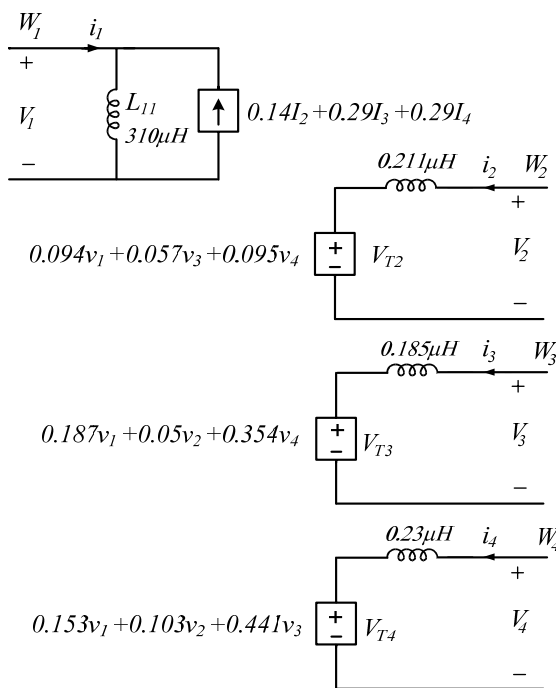 W1 i1
+
V1
−
L11
310μH
0.14I2+0.29I3+0.29I4
0.211μH i2 W2
+
0.094v1+0.057v3+0.095v4
+
−
VT2
V2
−
0.185μH i3 W3
+
0.187v1+0.05v2+0.354v4
+
−
VT3
V3
−
0.23μH i4 W4
+
0.153v1+0.103v2+0.441v3
+
−
VT4
V4
−